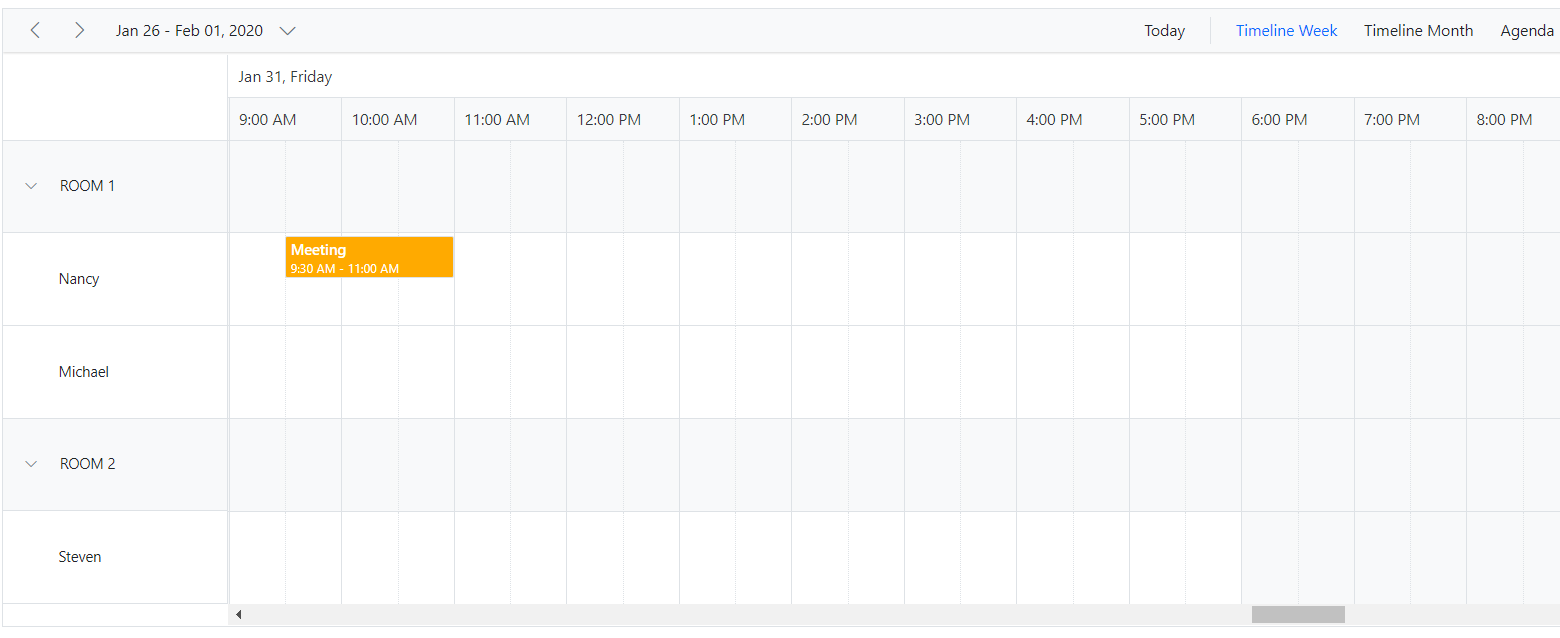 Jan 26 - Feb 01, 2020
Today
Timeline Week
Timeline Month
Agenda
Jan 31, Friday
9:00 AM
10:00 AM
11:00 AM
12:00 PM
1:00 PM
2:00 PM
3:00 PM
4:00 PM
5:00 PM
6:00 PM
7:00 PM
8:00 PM
ROOM 1
Meeting
9:30 AM - 11:00 AM
Nancy
Michael
ROOM 2
Steven